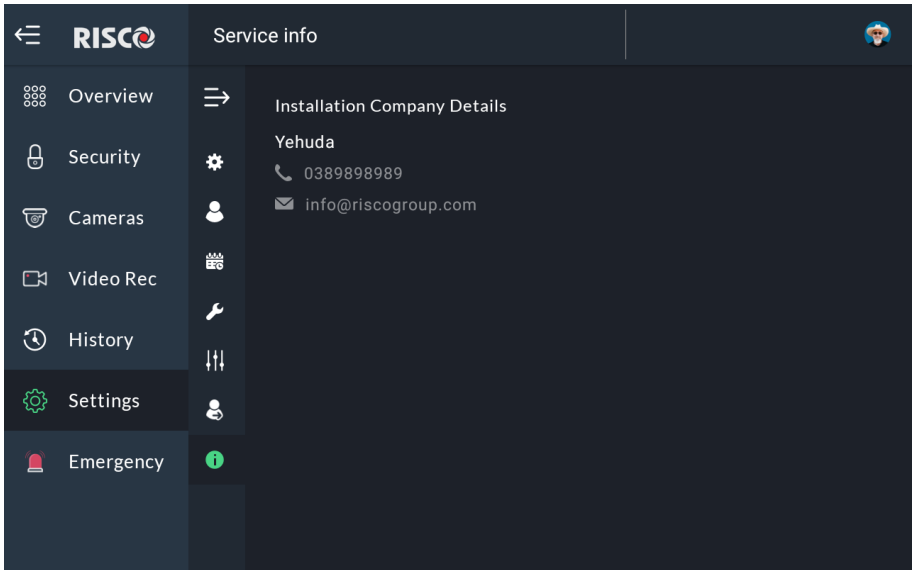 RISCO
Service info
Overview
Security
Cameras
Video Rec
History
Settings
Emergency
Installation Company Details
Yehuda
0389898989
info@riscogroup.com